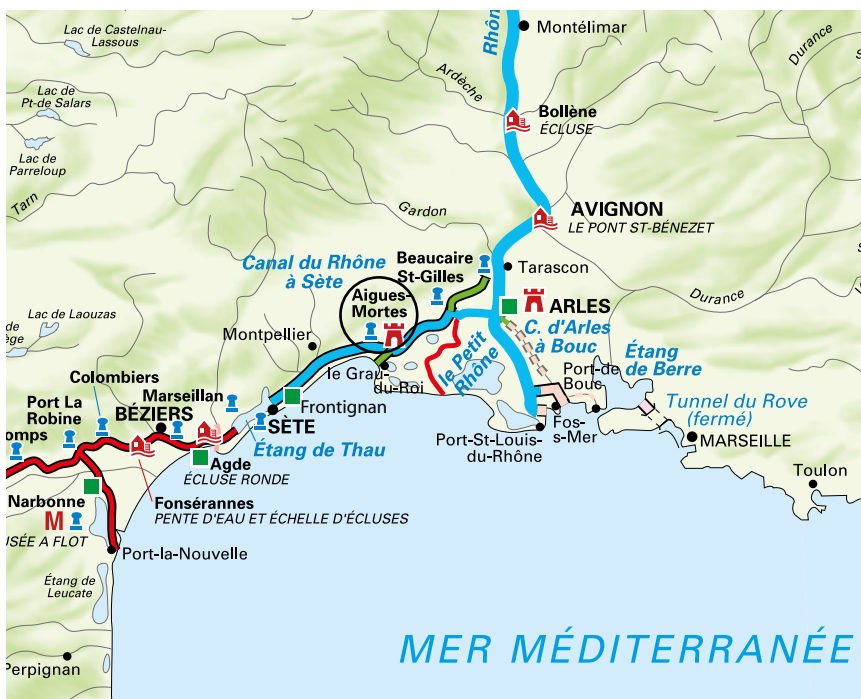 Lac de Castelnau-
Lassous
Rhône
Montélimar
Durance
Lac de
Pt-de Salars
Ardèche
Bollène
ÉCLUSE
Lac de
Parreloup
Tarn
Gardon
AVIGNON
LE PONT ST-BÉNEZET
Canal du Rhône
à Sète
Beaucaire
St-Gilles
Tarascon
Durance
Aigues-
Mortes
ARLES
Lac de Laouzas
de
ège
Montpellier
C. d'Arles
à Bouc
le Petit
Rhône
Étang
de Berre
le Grau-
du-Roi
Port-de
Bouc
Colombiers
Marseillan
Port La
Robine
BÉZIERS
Frontignan
Tunnel du Rove
(fermé)
omps
SÈTE
Fos-
s-Mer
MARSEILLE
Port-St-Louis-
du-Rhône
Étang de Thau
Agde
ÉCLUSE RONDE
Toulon
Narbonne
Fonsérannes
PENTE D'EAU ET ÉCHELLE D'ÉCLUSES
M
USÉE A FLOT
Port-la-Nouvelle
Étang de
Leucate
MER MÉDITERRANÉE
Perpignan